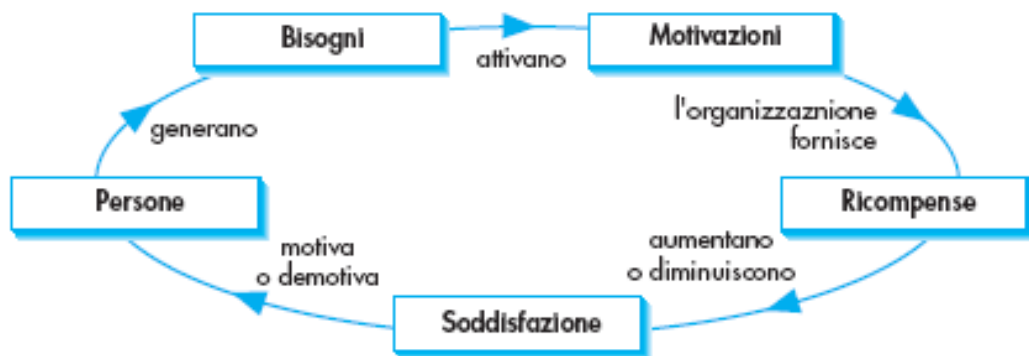 Bisogni
attivano
Motivazioni
l'organizzaznione
fornisce
Ricompense
aumentano
o diminuiscono
Soddisfazione
motiva
o demotiva
Persone
generano